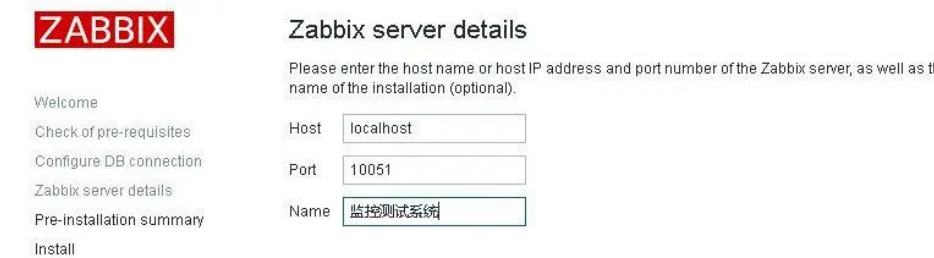 ZABBIX
Zabbix server details
Please enter the host name or host IP address and port number of the Zabbix server, as well as
name of the installation (optional).
Welcome
Check of pre-requisites
Configure DB connection
Zabbix server details
Pre-installation summary
Install
Host localhost
Port 10051
Name 监控测试系统